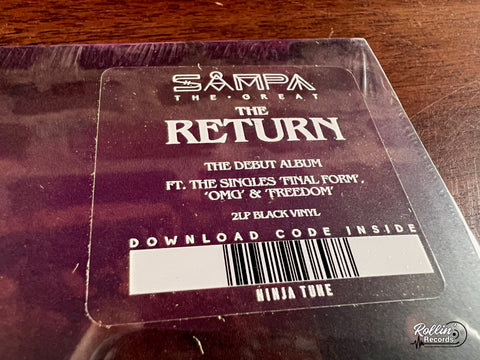 SAMPA
THE GREAT
THE
RETURN
THE DEBUT ALBUM
FT. THE SINGLES 'FINAL FORM',
'OMG' & 'FREEDOM'
2LP BLACK VINYL
DOWNLOAD CODE INSIDE
NINJA TUNE
Rollin'
Records